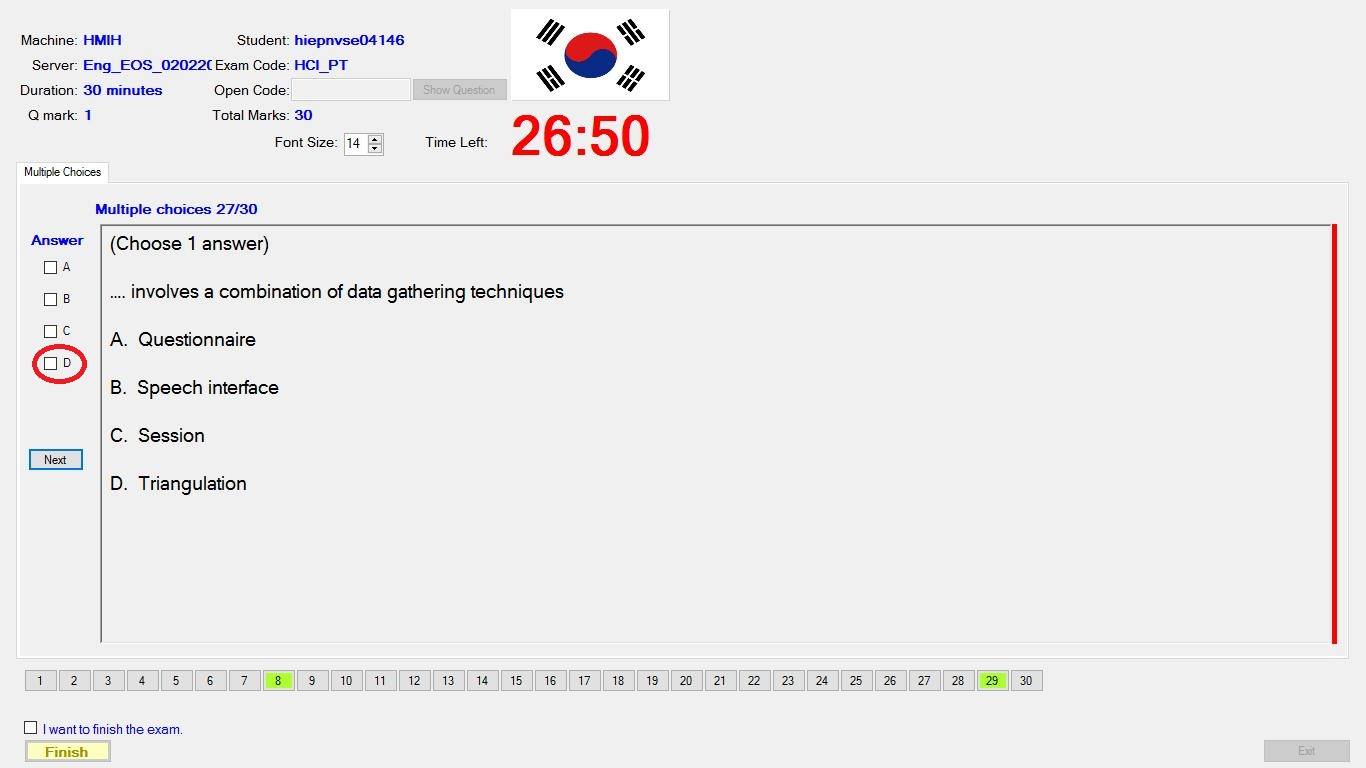 Machine: HMIH Student: hiepnvse04146
Server: Eng_EOS_02022( Exam Code: HCI_PT
Duration: 30 minutes Open Code: Show Question
Q mark: 1 Total Marks: 30
Font Size: 14 Time Left: 26:50
Multiple Choices
Multiple choices 27/30
Answer
(Choose 1 answer)
A
.... involves a combination of data gathering techniques
B
C
A. Questionnaire
D
B. Speech interface
C. Session
Next
D. Triangulation
1 2 3 4 5 6 7 8 9 10 11 12 13 14 15 16 17 18 19 20 21 22 23 24 25 26 27 28 29 30
I want to finish the exam.
Finish Exit